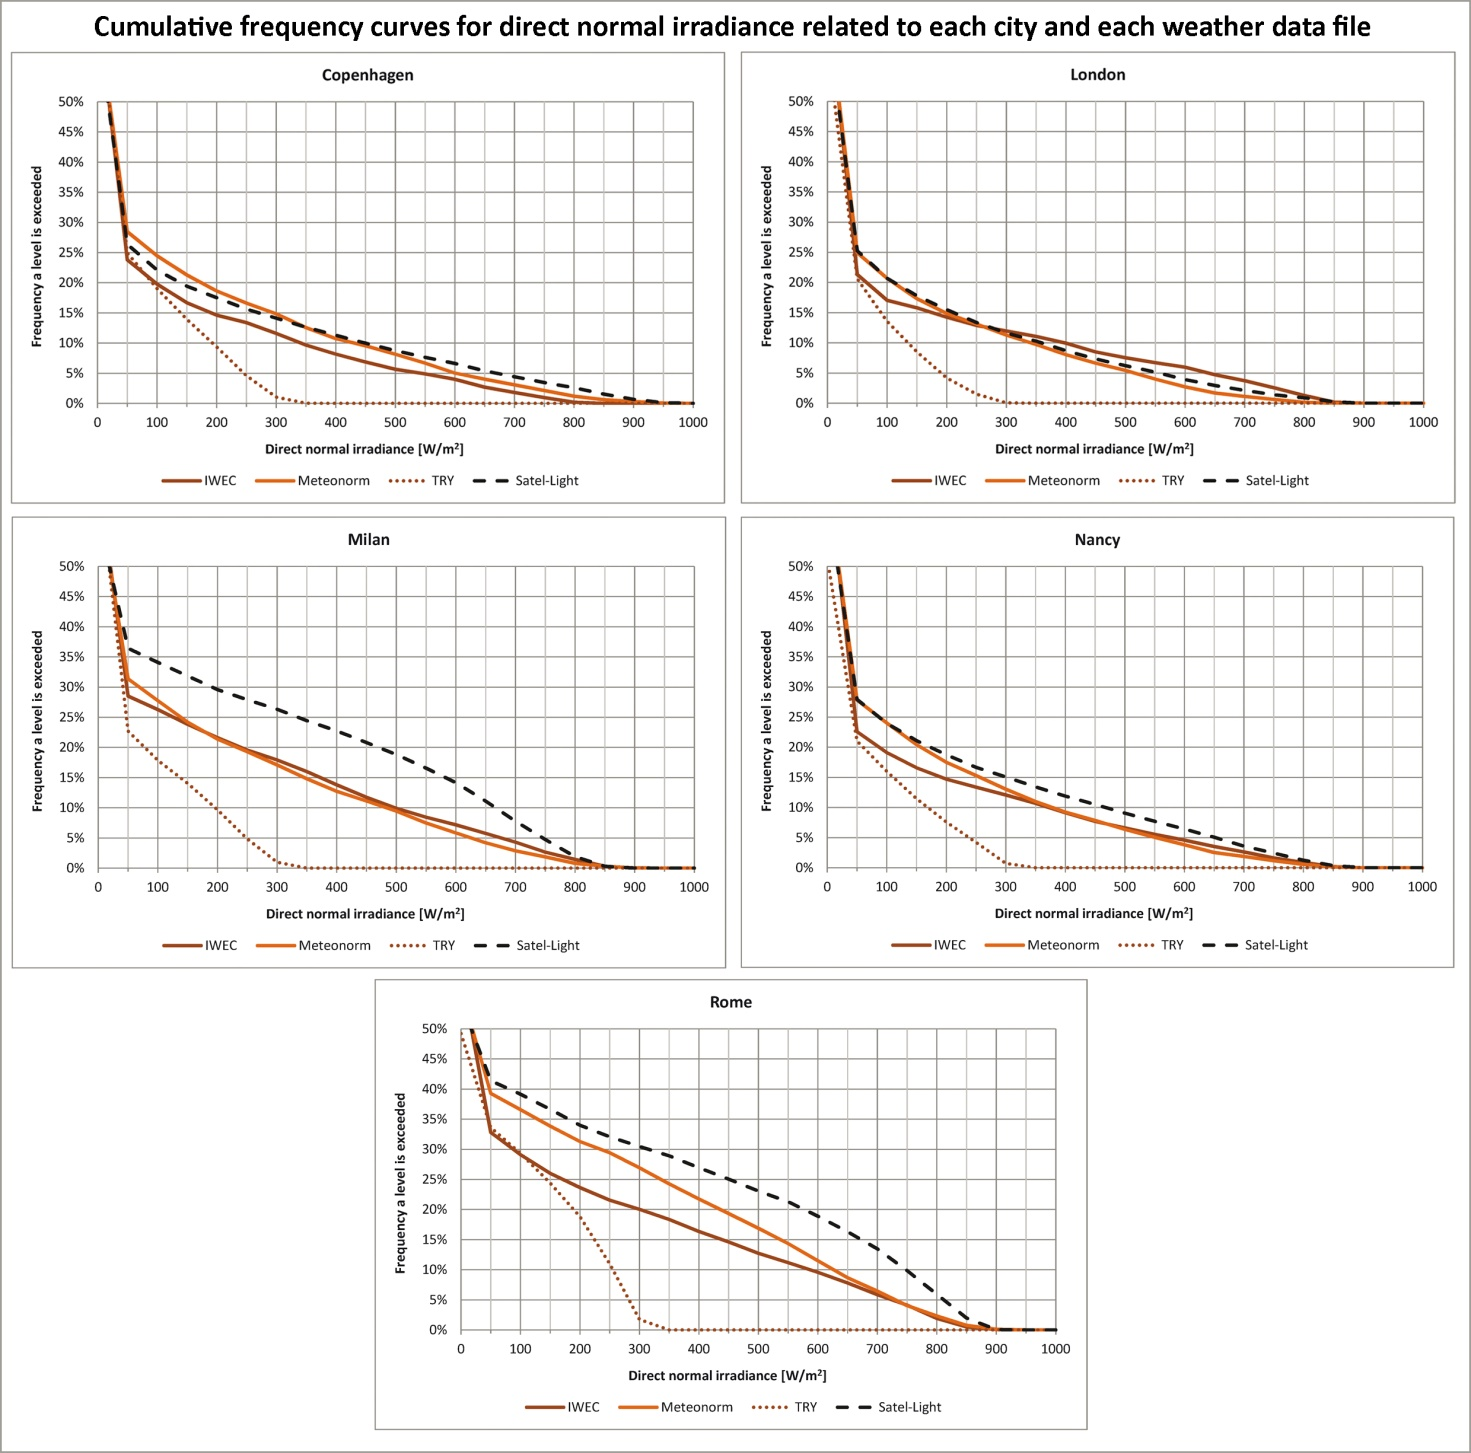 Cumulative frequency curves for direct normal irradiance related to each city and each weather data file
Copenhagen
Frequency a level is exceeded
50%
45%
40%
35%
30%
25%
20%
15%
10%
5%
0%
0 100 200 300 400 500 600 700 800 900 1000
Direct normal irradiance [W/m²]
IWEC Meteonorm TRY Satel-Light
London
Frequency a level is exceeded
50%
45%
40%
35%
30%
25%
20%
15%
10%
5%
0%
0 100 200 300 400 500 600 700 800 900 1000
Direct normal irradiance [W/m²]
IWEC Meteonorm TRY Satel-Light
Milan
Frequency a level is exceeded
50%
45%
40%
35%
30%
25%
20%
15%
10%
5%
0%
0 100 200 300 400 500 600 700 800 900 1000
Direct normal irradiance [W/m²]
IWEC Meteonorm TRY Satel-Light
Nancy
Frequency a level is exceeded
50%
45%
40%
35%
30%
25%
20%
15%
10%
5%
0%
0 100 200 300 400 500 600 700 800 900 1000
Direct normal irradiance [W/m²]
IWEC Meteonorm TRY Satel-Light
Rome
Frequency a level is exceeded
50%
45%
40%
35%
30%
25%
20%
15%
10%
5%
0%
0 100 200 300 400 500 600 700 800 900 1000
Direct normal irradiance [W/m²]
IWEC Meteonorm TRY Satel-Light